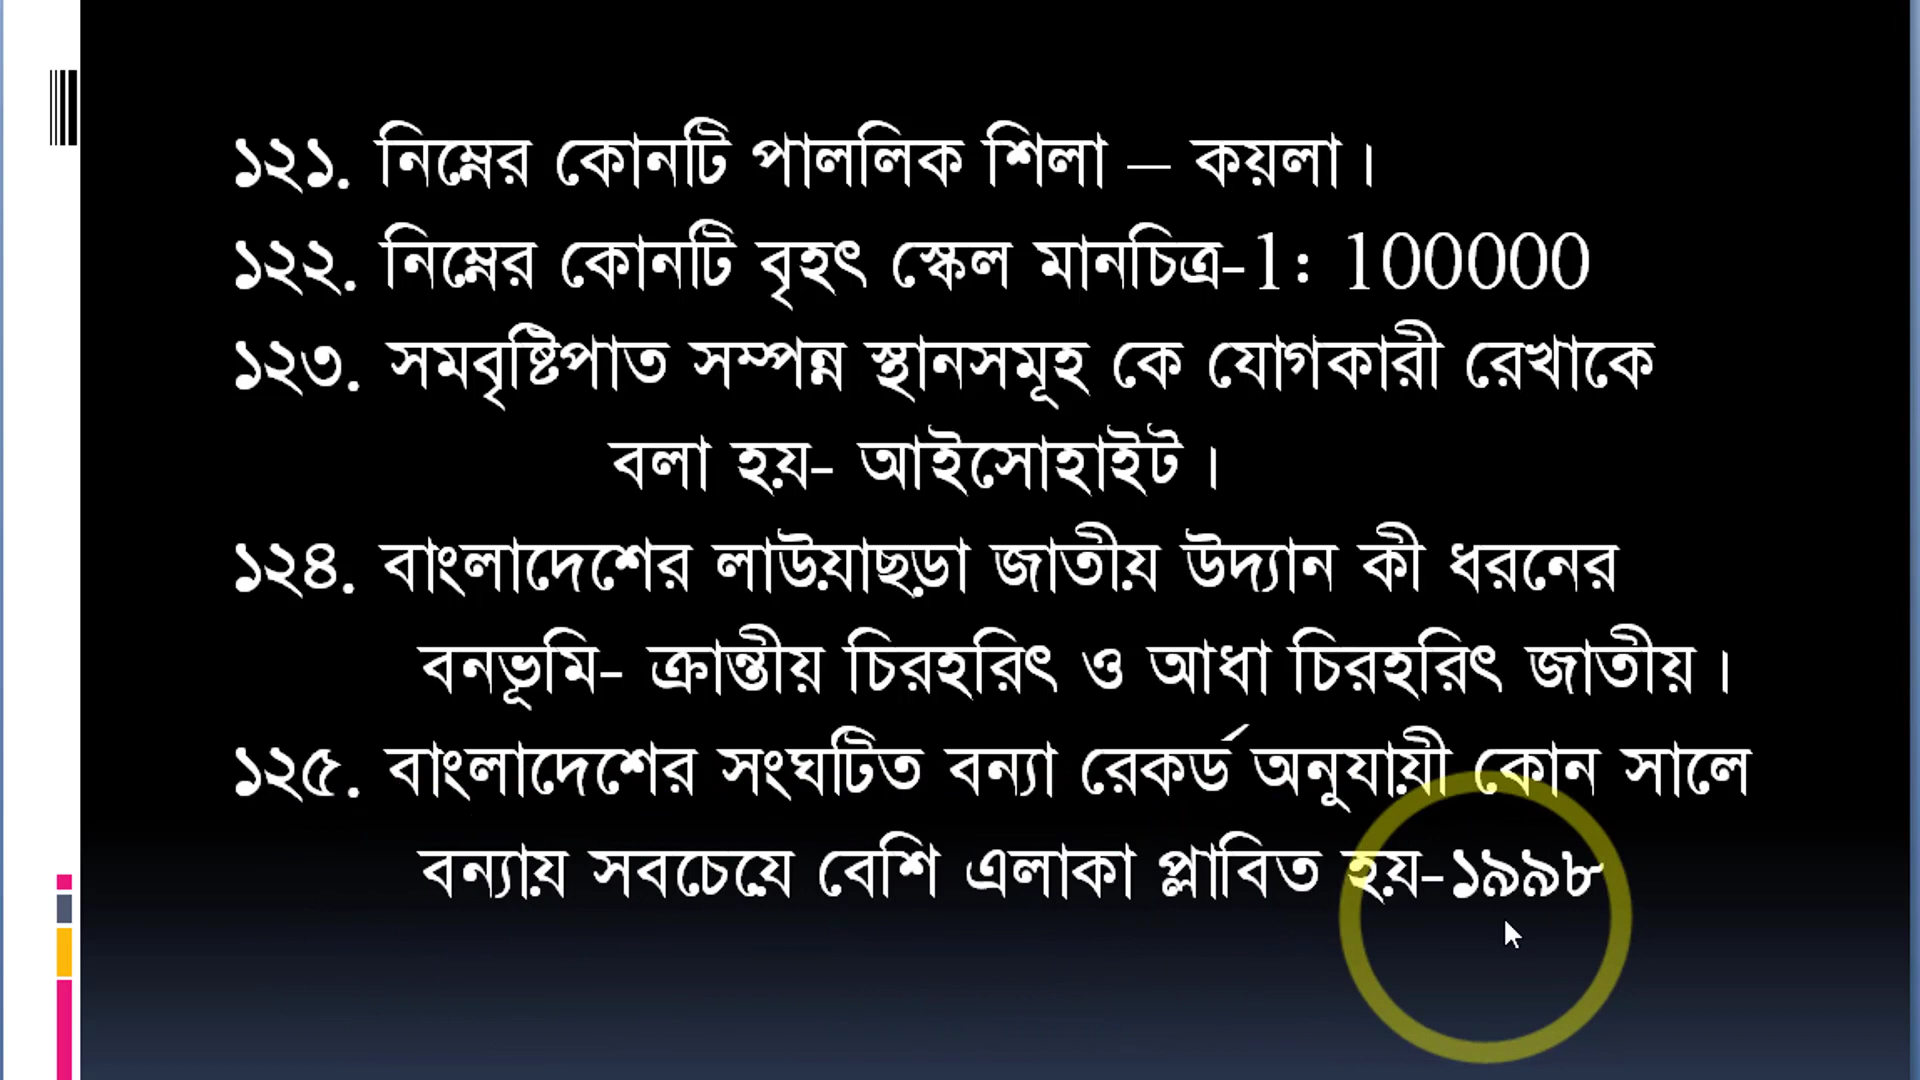 ১২১. নিম্নের কোনটি পাললিক শিলা – কয়লা।
১২২. নিম্নের কোনটি বৃহৎ স্কেল মানচিত্র-1: 100000
১২৩. সমবৃষ্টিপাত সম্পন্ন স্থানসমূহ কে যোগকারী রেখাকে
বলা হয়- আইসোহাইট।
১২৪. বাংলাদেশের লাউয়াছড়া জাতীয় উদ্যান কী ধরনের
বনভূমি- ক্রান্তীয় চিরহরিৎ ও আধা চিরহরিৎ জাতীয়।
১২৫. বাংলাদেশের সংঘটিত বন্যা রেকর্ড অনুযায়ী কোন সালে
বন্যায় সবচেয়ে বেশি এলাকা প্লাবিত হয়-১৯৯৮